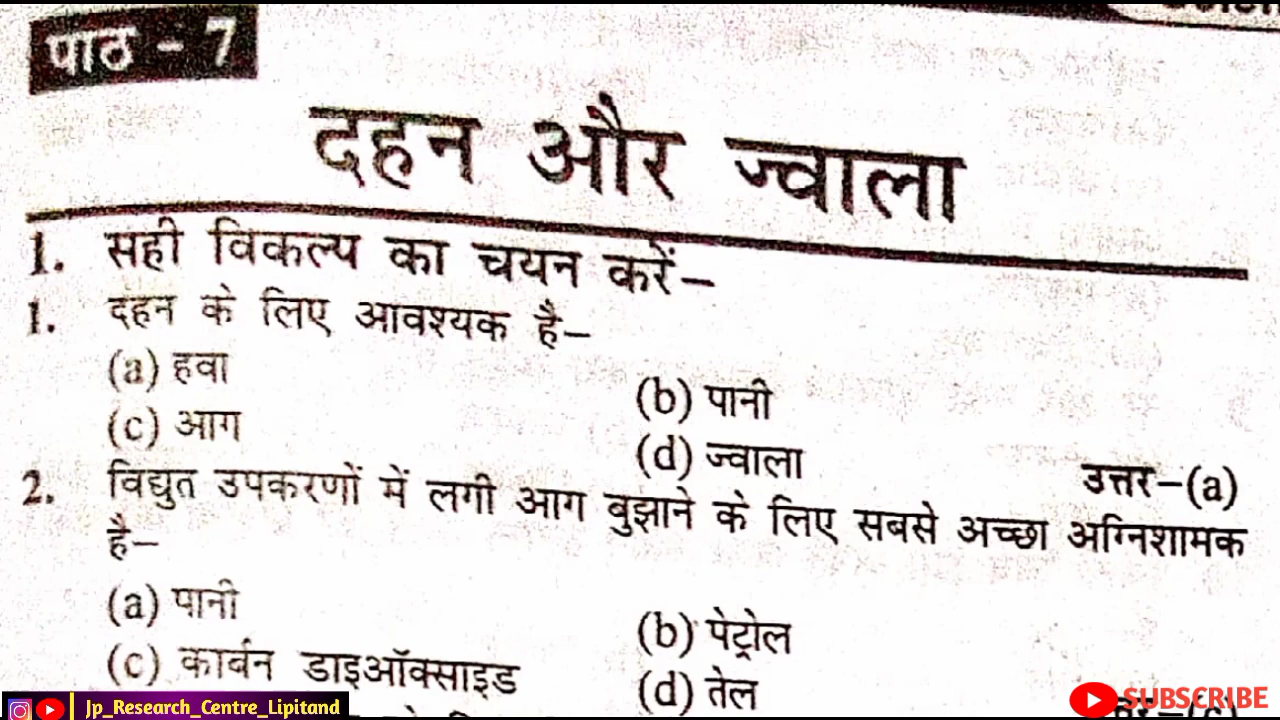 पाठ - 7
दहन और ज्वाला
1. सही विकल्प का चयन करें–
1. दहन के लिए आवश्यक है–
(a) हवा (b) पानी
(c) आग (d) ज्वाला उत्तर–(a)
2. विद्युत उपकरणों में लगी आग बुझाने के लिए सबसे अच्छा अग्निशामक
है–
(a) पानी (b) पेट्रोल
(c) कार्बन डाइऑक्साइड (d) तेल
Jp_Research_Centre_Lipitand
SUBSCRIBE